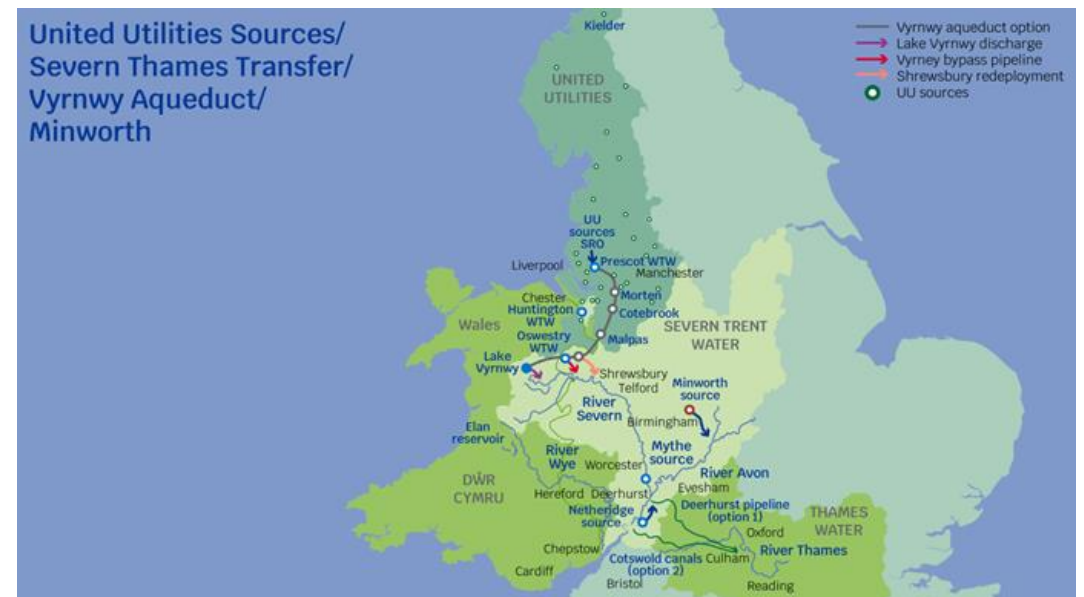 United Utilities Sources/
Severn Thames Transfer/
Vyrnwy Aqueduct/
Minworth
Vyrnwy aqueduct option
Lake Vyrnwy discharge
Vyrney bypass pipeline
Shrewsbury redeployment
UU sources
Kielder
UNITED
UTILITIES
UU
sources
SRO
Prescot WTW
Liverpool
Manchester
Morten
Chester
Huntington
WTW
Cotebrook
Wales
SEVERN TRENT
WATER
Oswestry
WTW
Malpas
Lake
Vyrnwy
Shrewsbury
Telford
Minworth
source
River
Severn
Birmingham
Elan
reservoir
Mythe
source
River
Wye
Worcester
River Avon
DŴR
CYMRU
Hereford
Deerhurst
Evesham
Netheridge
source
Deerhurst pipeline
(option 1)
THAMES
WATER
Oxford
Chepstow
Cotswold canals
(option 2)
Culham
River Thames
Cardiff
Bristol
Reading